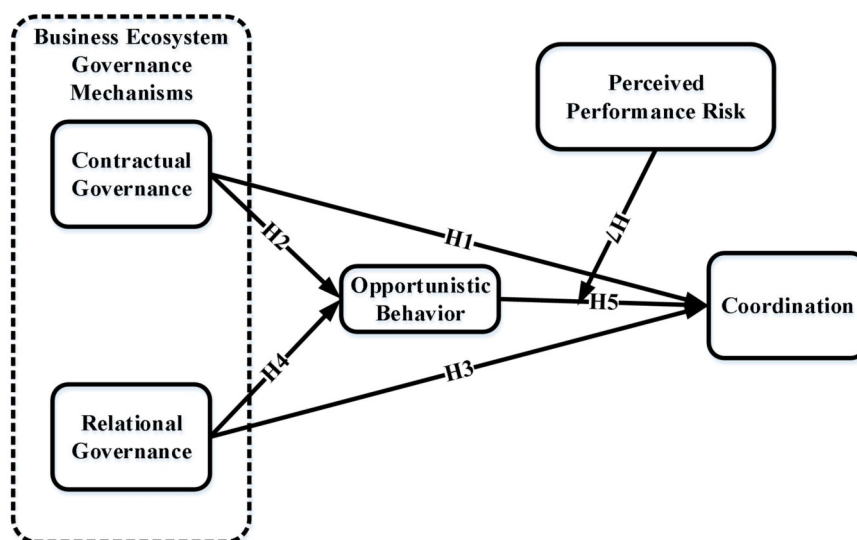 Business Ecosystem
Governance
Mechanisms
Contractual
Governance
Perceived
Performance Risk
H1
H2
H7
Opportunistic
Behavior
H5
Coordination
H4
H3
Relational
Governance